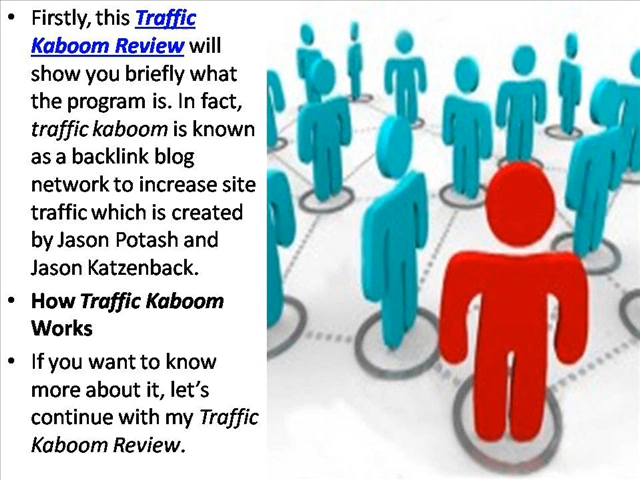 • Firstly, this Traffic
Kaboom Review will
show you briefly what
the program is. In fact,
traffic kaboom is known
as a backlink blog
network to increase site
traffic which is created
by Jason Potash and
Jason Katzenback.
• How Traffic Kaboom
Works
• If you want to know
more about it, let’s
continue with my Traffic
Kaboom Review.